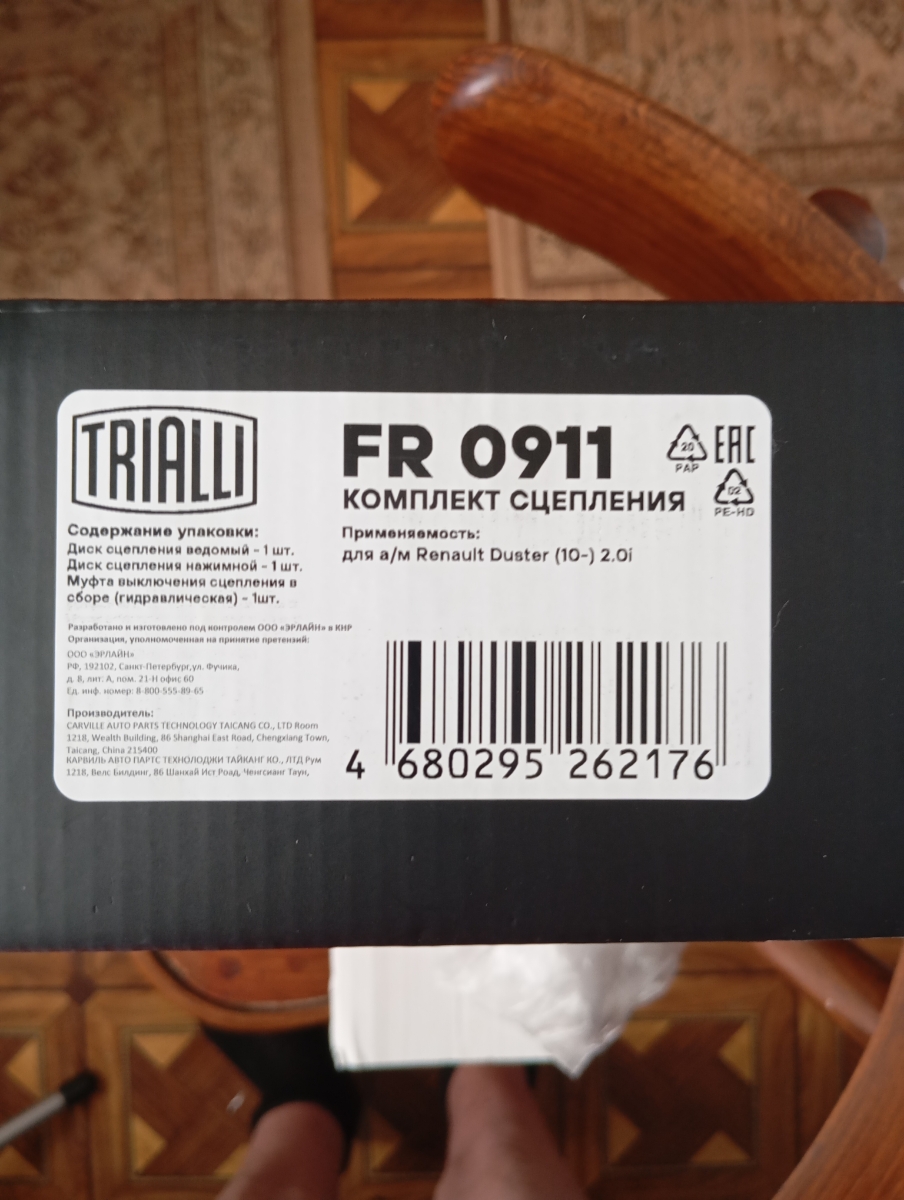 TRIALLI
FR 0911
КОМПЛЕКТ СЦЕПЛЕНИЯ
20
PAP
EAC
02
PE-HD
Содержание упаковки:
Диск сцепления ведомый - 1 шт.
Диск сцепления нажимной - 1 шт.
Муфта выключения сцепления в
сборе (гидравлическая) - 1шт.
Применяемость:
для а/м Renault Duster (10-) 2.0i
Разработано и изготовлено под контролем ООО «ЭРЛАЙН» в КНР
Организация, уполномоченная на принятие претензий:
ООО «ЭРЛАЙН»
РФ, 192102, Санкт-Петербург,ул. Фучика,
д. 8, лит. А, пом. 21-Н офис 60
Ед. инф. номер: 8-800-555-89-65
Производитель:
CARVILLE AUTO PARTS TECHNOLOGY TAICANG CO., LTD Room
1218, Wealth Building, 86 Shanghai East Road, Chengxiang Town,
Taicang, China 215400
КАРВИЛЬ АВТО ПАРТС ТЕХНОЛОДЖИ ТАЙКАНГ КО., ЛТД Рум
1218, Велс Билдинг, 86 Шанхай Ист Роад, Ченгсианг Таун,
4 680295 262176